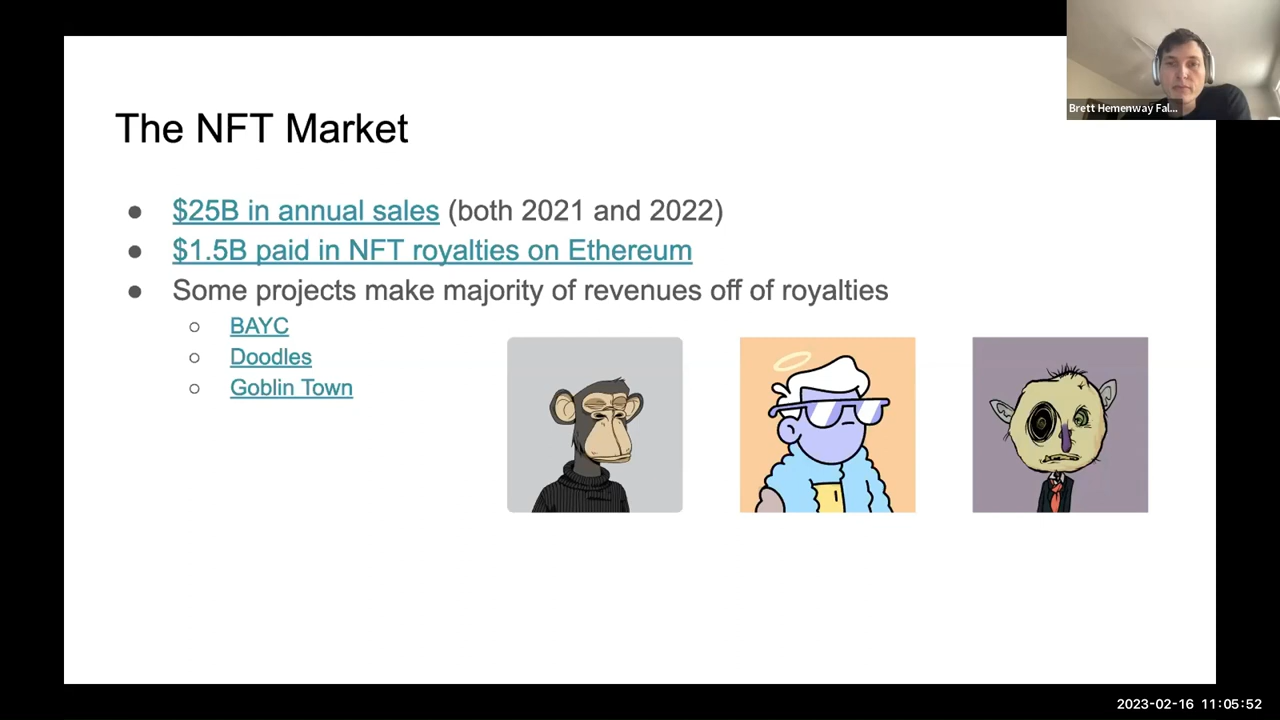 Brett Hemenway Fal...
The NFT Market
● $25B in annual sales (both 2021 and 2022)
● $1.5B paid in NFT royalties on Ethereum
● Some projects make majority of revenues off of royalties
○ BAYC
○ Doodles
○ Goblin Town
2023-02-16 11:05:52